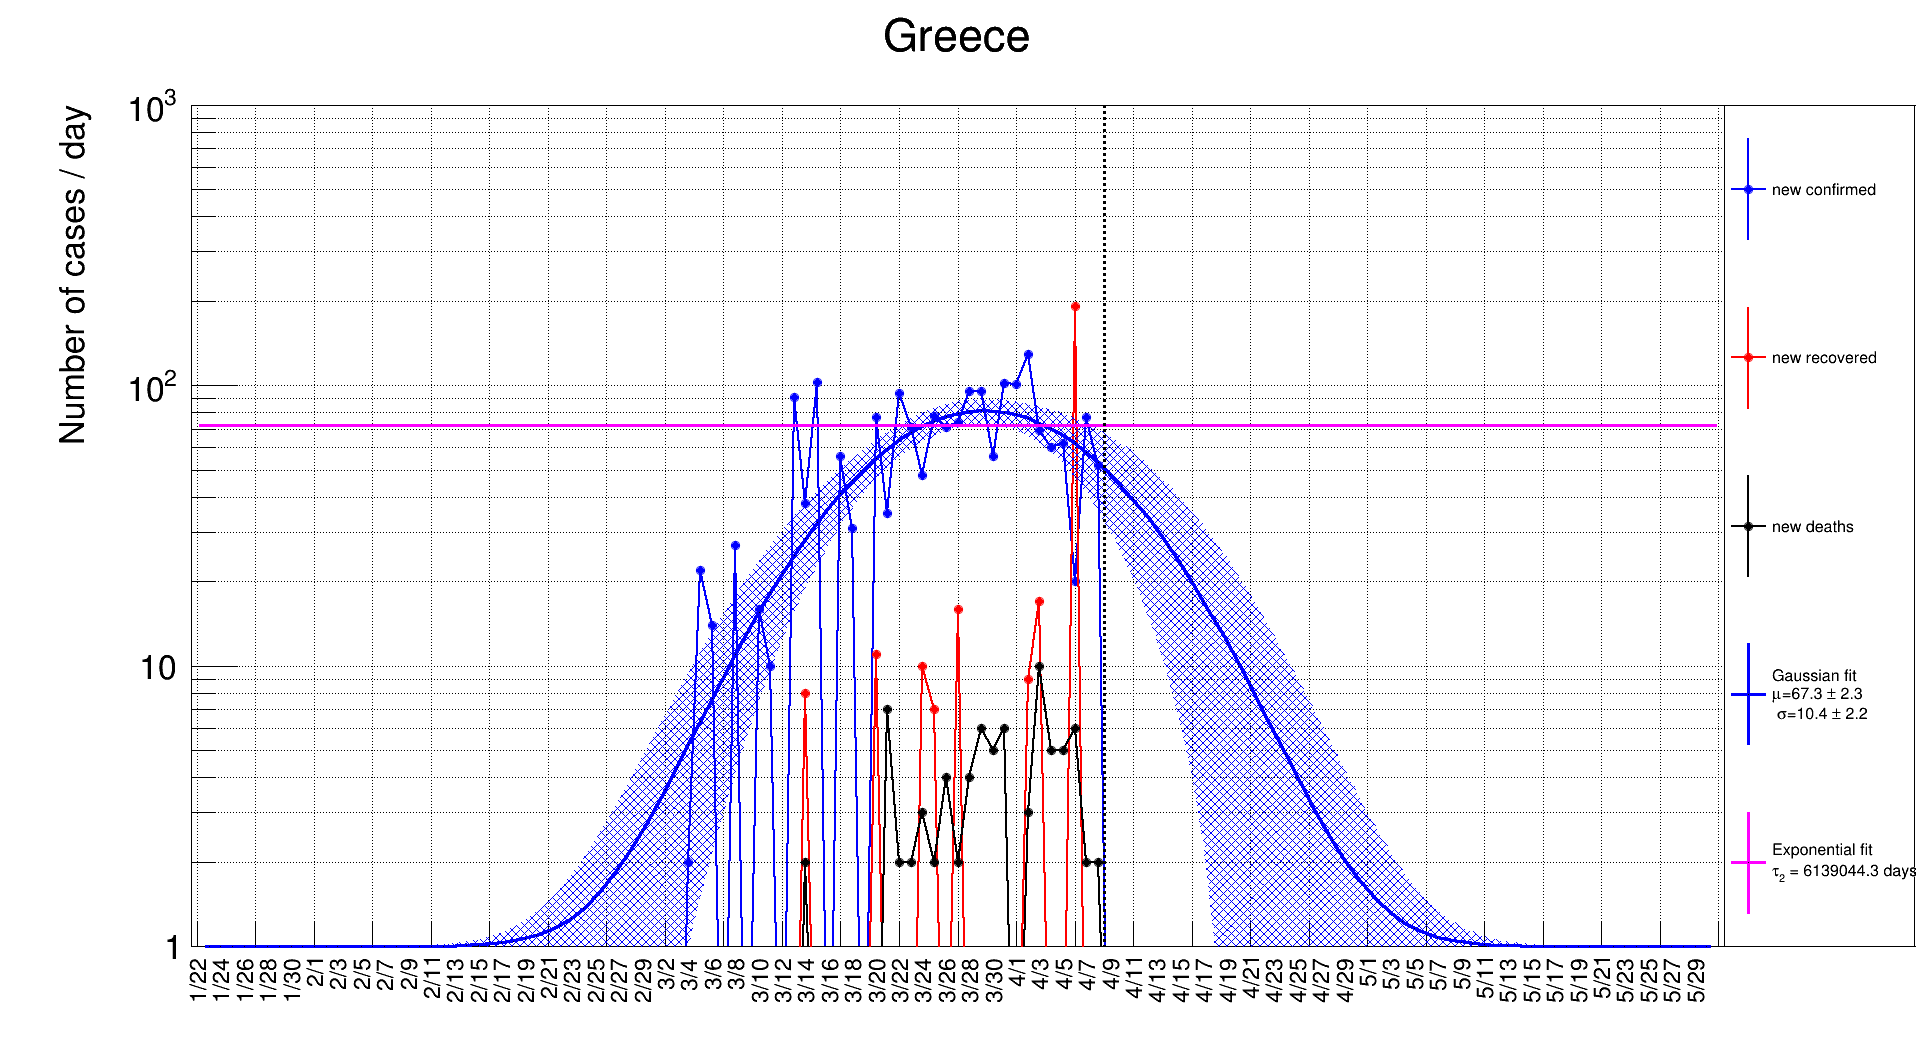 Greece
Number of cases / day
10³
10²
10
1
1/22 1/24 1/26 1/28 1/30 2/1 2/3 2/5 2/7 2/9 2/11 2/13 2/15 2/17 2/19 2/21 2/23 2/25 2/27 2/29 3/2 3/4 3/6 3/8 3/10 3/12 3/14 3/16 3/18 3/20 3/22 3/24 3/26 3/28 3/30 4/1 4/3 4/5 4/7 4/9 4/11 4/13 4/15 4/17 4/19 4/21 4/23 4/25 4/27 4/29 5/1 5/3 5/5 5/7 5/9 5/11 5/13 5/15 5/17 5/19 5/21 5/23 5/25 5/27 5/29
new confirmed
new recovered
new deaths
Gaussian fit
μ=67.3 ± 2.3
σ=10.4 ± 2.2
Exponential fit
τ₂ = 6139044.3 days